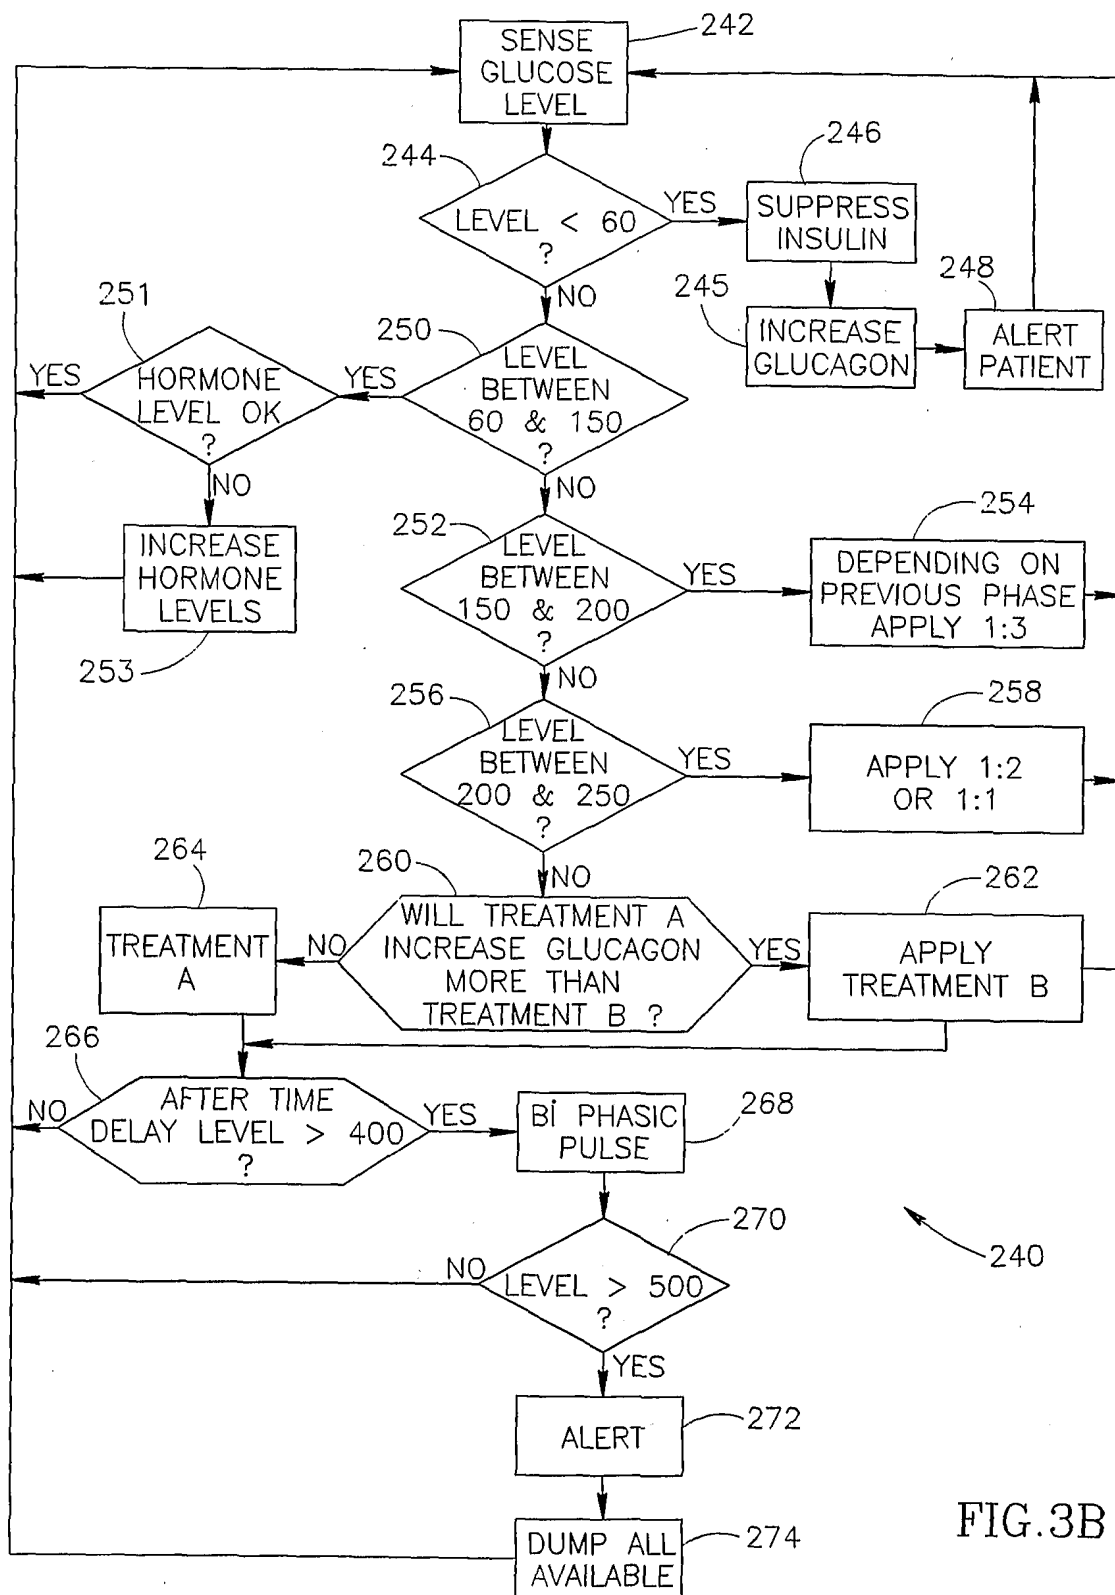 242
SENSE
GLUCOSE
LEVEL
244
246
LEVEL < 60
?
YES
SUPPRESS
INSULIN
NO
245
INCREASE
GLUCAGON
248
ALERT
PATIENT
251
250
YES
HORMONE
LEVEL OK
?
YES
LEVEL
BETWEEN
60 & 150
?
NO
NO
252
254
INCREASE
HORMONE
LEVELS
253
LEVEL
BETWEEN
150 & 200
?
YES
DEPENDING ON
PREVIOUS PHASE
APPLY 1:3
NO
256
258
LEVEL
BETWEEN
200 & 250
?
YES
APPLY 1:2
OR 1:1
NO
264
260
262
TREATMENT
A
NO
WILL TREATMENT A
INCREASE GLUCAGON
MORE THAN
TREATMENT B ?
YES
APPLY
TREATMENT B
266
NO
AFTER TIME
DELAY LEVEL > 400
?
YES
Bi PHASIC
PULSE
268
270
NO
LEVEL > 500
?
240
YES
ALERT
272
DUMP ALL
AVAILABLE
274
FIG.3B